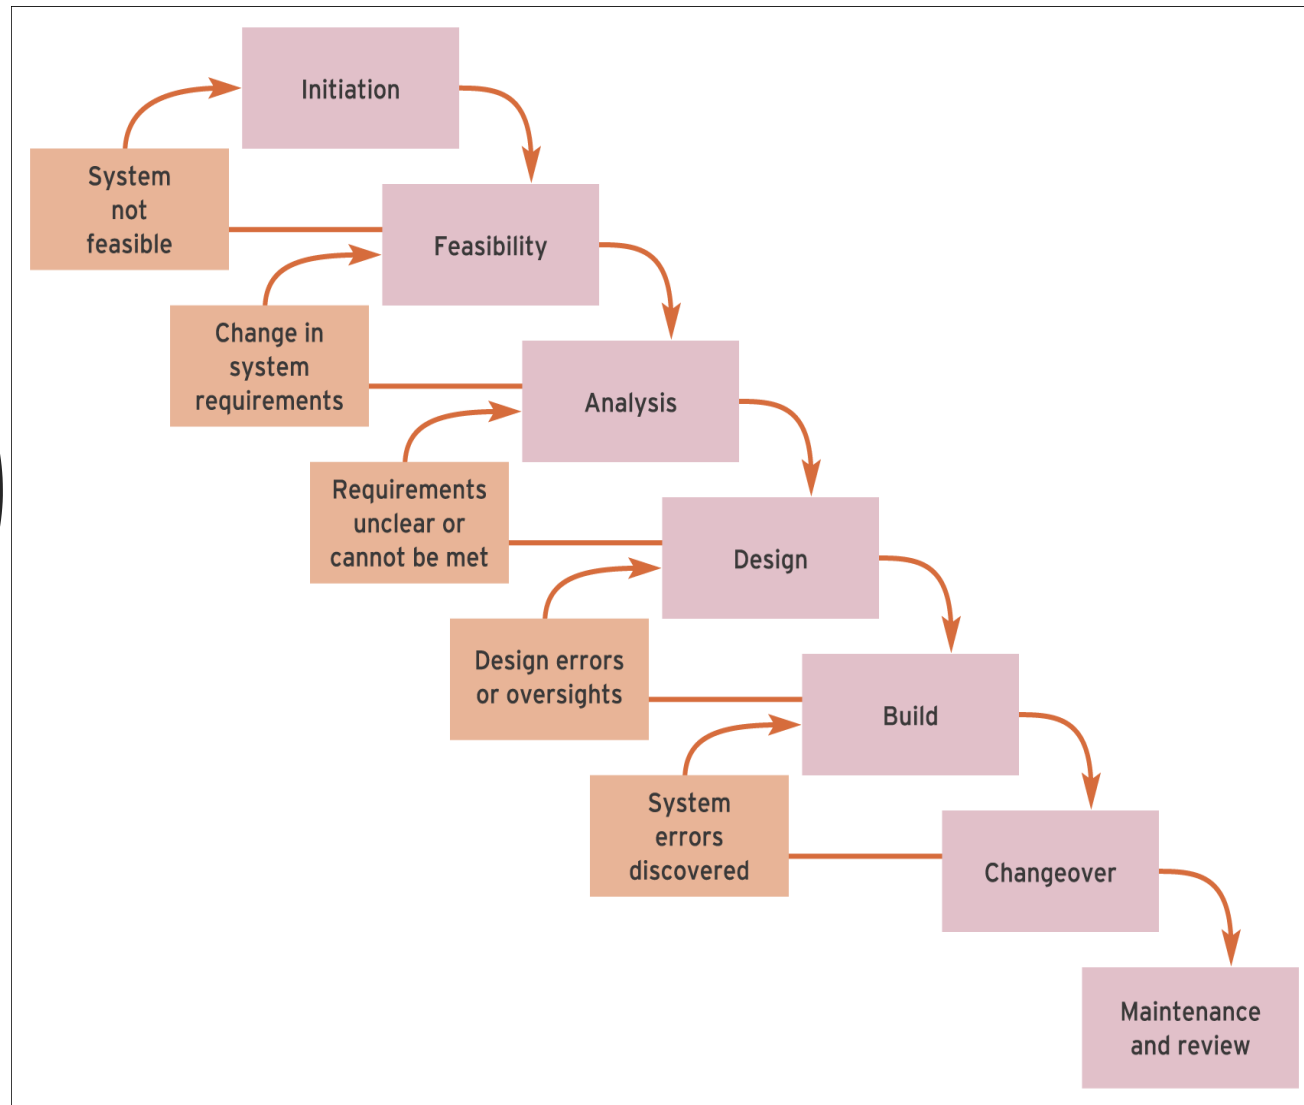 Initiation
System
not
feasible
Feasibility
Change in
system
requirements
Analysis
Requirements
unclear or
cannot be met
Design
Design errors
or oversights
Build
System
errors
discovered
Changeover
Maintenance
and review